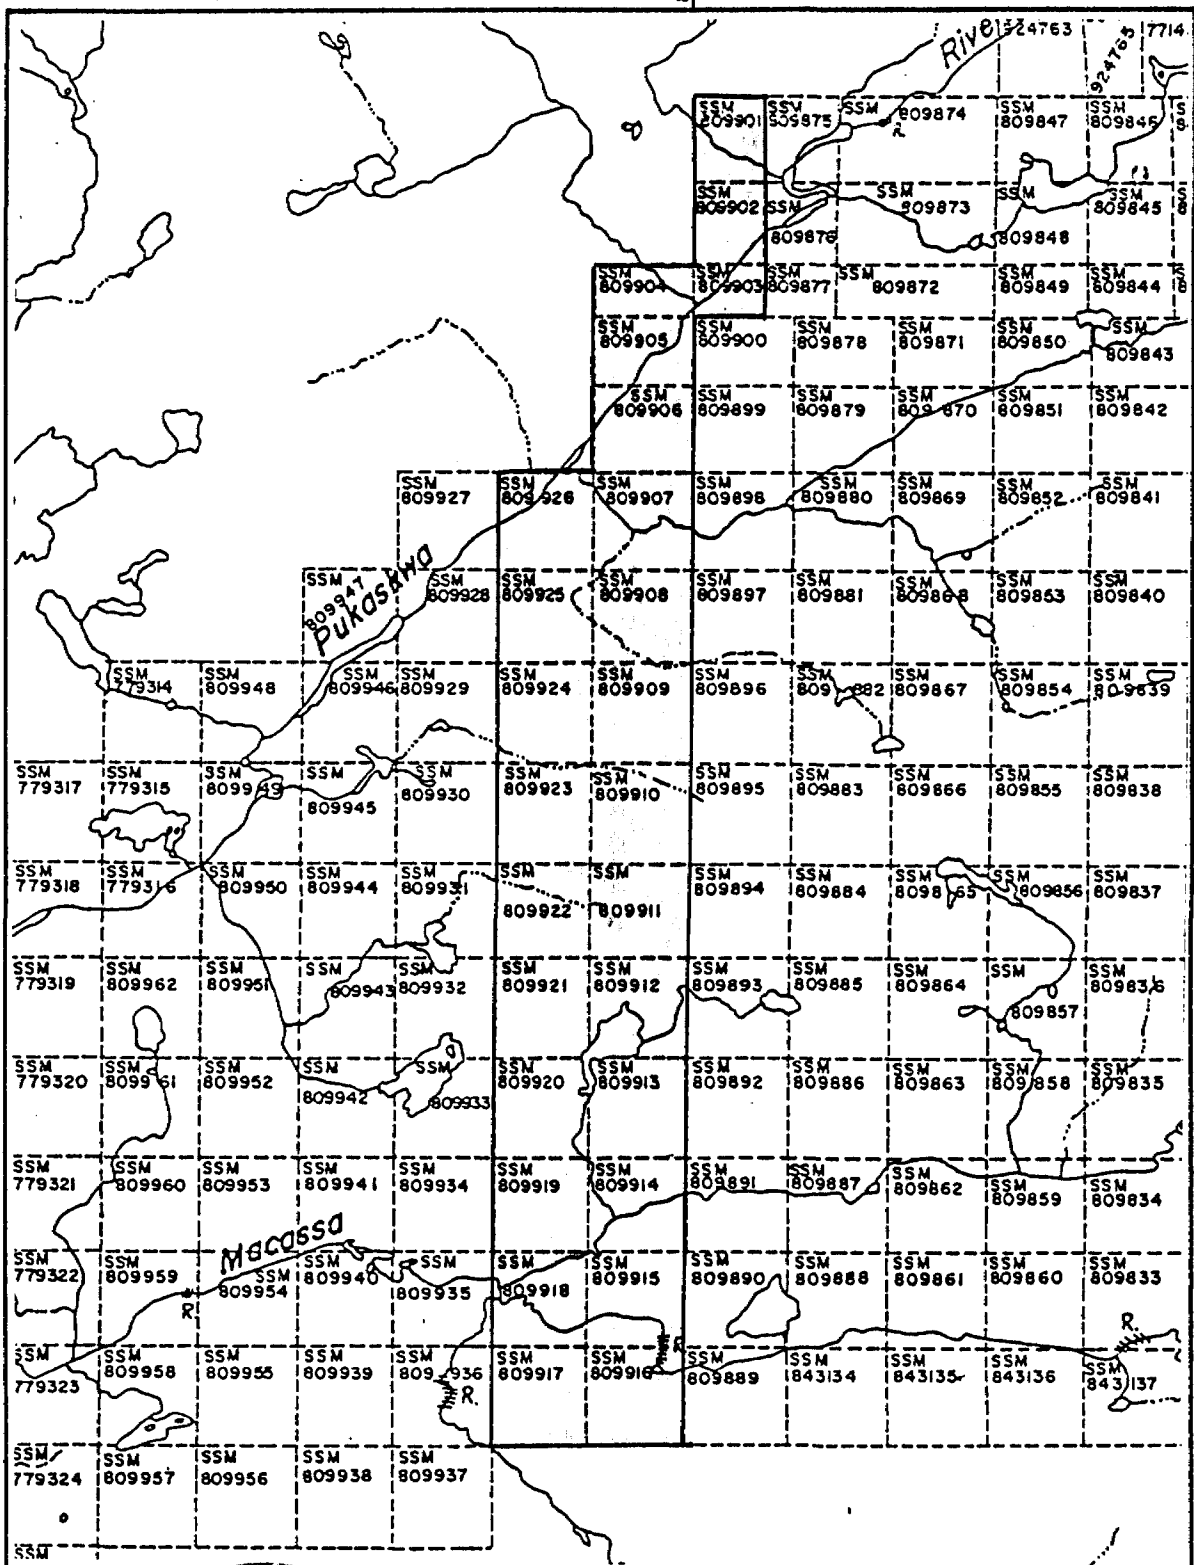 River
924763
924765
7714
SSM SSM SSM SSM SSM S
809901 809875 809874 809847 809846 8
R.
SSM SSM SSM SSM SSM S
809902 809876 809873 809848 809845 8
SSM SSM SSM SSM SSM SSM S
809904 809903 809877 809872 809849 809844 8
SSM SSM SSM SSM SSM SSM
809905 809900 809878 809871 809850 809843
SSM SSM SSM SSM SSM SSM
809906 809899 809879 809870 809851 809842
SSM SSM SSM SSM SSM SSM SSM SSM
809927 809926 809907 809898 809880 809869 809852 809841
SSM SSM SSM SSM SSM SSM SSM SSM SSM
809947 809928 809925 809908 809897 809881 809868 809853 809840
Pukaskwa
SSM SSM SSM SSM SSM SSM SSM SSM SSM SSM SSM
779314 809948 809946 809929 809924 809909 809896 809882 809867 809854 809839
SSM SSM SSM SSM SSM SSM SSM SSM SSM SSM SSM SSM
779317 779315 809949 809945 809930 809923 809910 809895 809883 809866 809855 809838
SSM SSM SSM SSM SSM SSM SSM SSM SSM SSM SSM SSM
779318 779316 809950 809944 809931 809922 809911 809894 809884 809865 809856 809837
SSM SSM SSM SSM SSM SSM SSM SSM SSM SSM SSM SSM
779319 809962 809951 809943 809932 809921 809912 809893 809885 809864 809857 809836
SSM SSM SSM SSM SSM SSM SSM SSM SSM SSM SSM SSM
779320 809961 809952 809942 809933 809920 809913 809892 809886 809863 809858 809835
SSM SSM SSM SSM SSM SSM SSM SSM SSM SSM SSM SSM
779321 809960 809953 809941 809934 809919 809914 809891 809887 809862 809859 809834
Macassa
SSM SSM SSM SSM SSM SSM SSM SSM SSM SSM SSM SSM
779322 809959 809954 809940 809935 809918 809915 809890 809888 809861 809860 809833
R. R. R.
SSM SSM SSM SSM SSM SSM SSM SSM SSM SSM SSM SSM
779323 809958 809955 809939 809936 809917 809916 809889 843134 843135 843136 843137
R.
SSM SSM SSM SSM SSM
779324 809957 809956 809938 809937
SSM